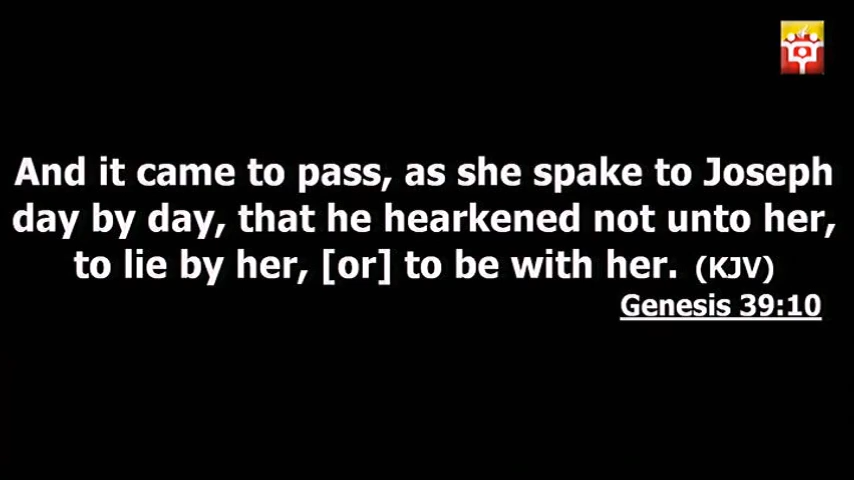 And it came to pass, as she spake to Joseph
day by day, that he hearkened not unto her,
to lie by her, [or] to be with her. (KJV)
Genesis 39:10